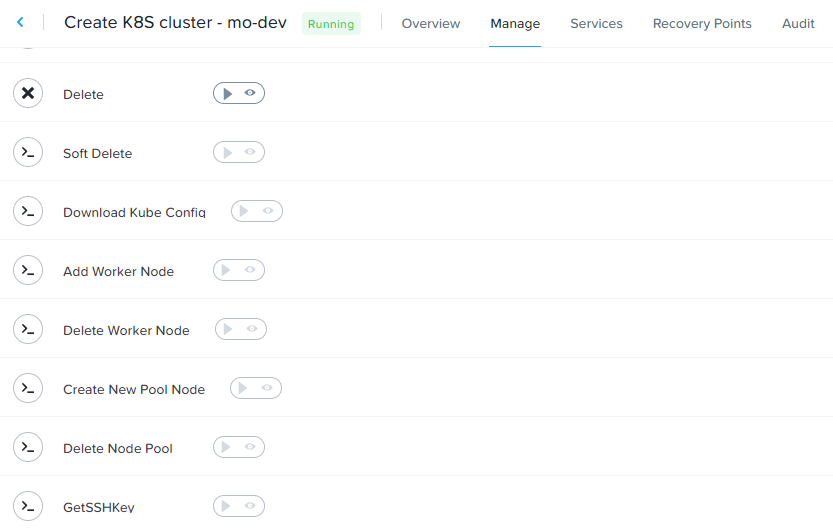 Create K8S cluster - mo-dev Running Overview Manage Services Recovery Points Audit
Delete
Soft Delete
Download Kube Config
Add Worker Node
Delete Worker Node
Create New Pool Node
Delete Node Pool
GetSSHKey